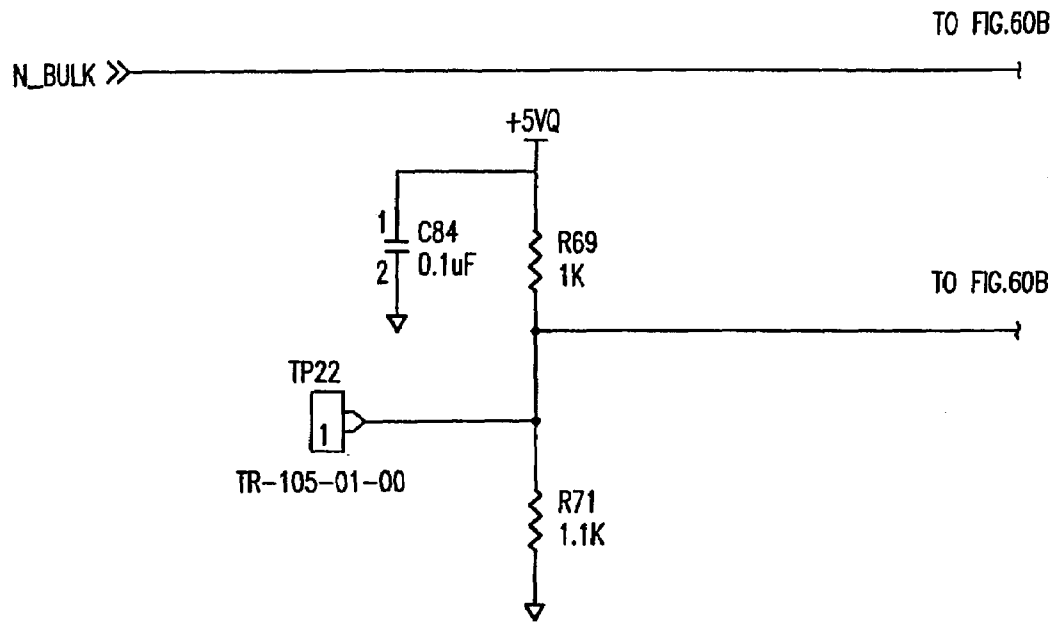 TO FIG.60B
N_BULK
+5VQ
1
C84
0.1uF
2
R69
1K
TO FIG.60B
TP22
1
TR-105-01-00
R71
1.1K